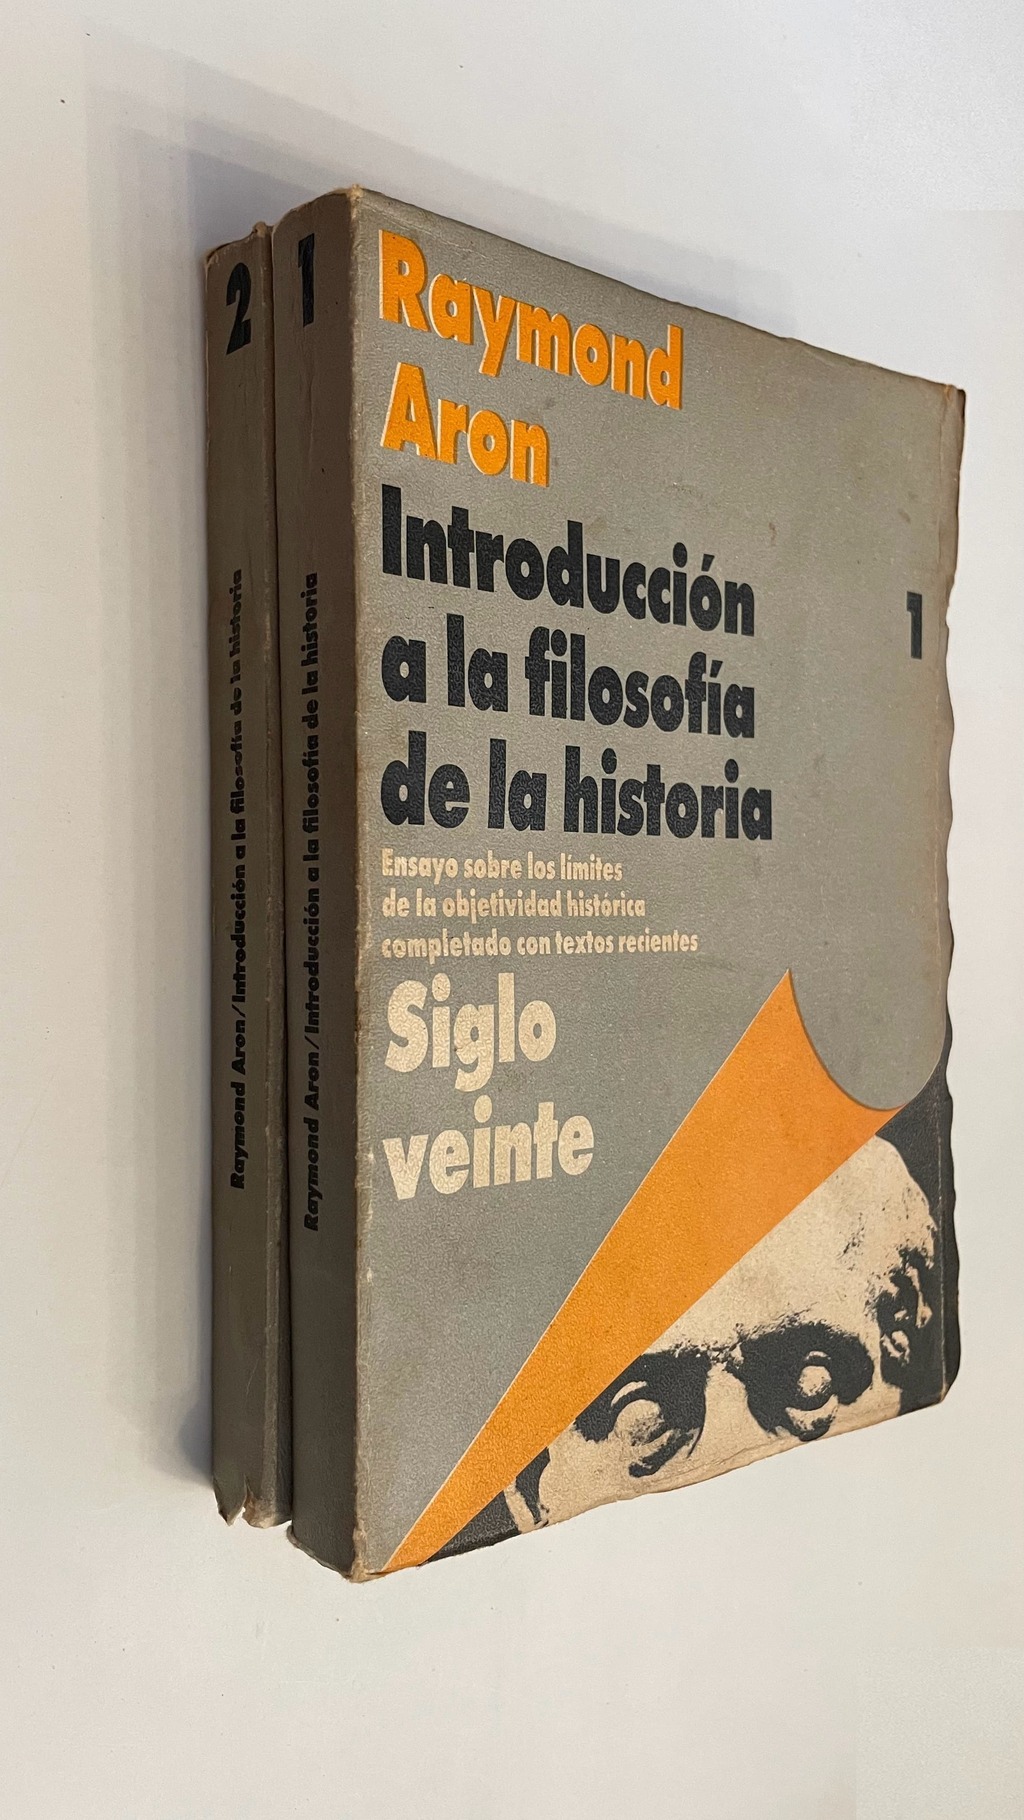 2
Raymond Aron/Introducción a la filosofía de la historia
1
Raymond Aron/Introducción a la filosofía de la historia
Raymond
Aron
Introducción
a la filosofía
de la historia
1
Ensayo sobre los límites
de la objetividad histórica
completado con textos recientes
Siglo
veinte